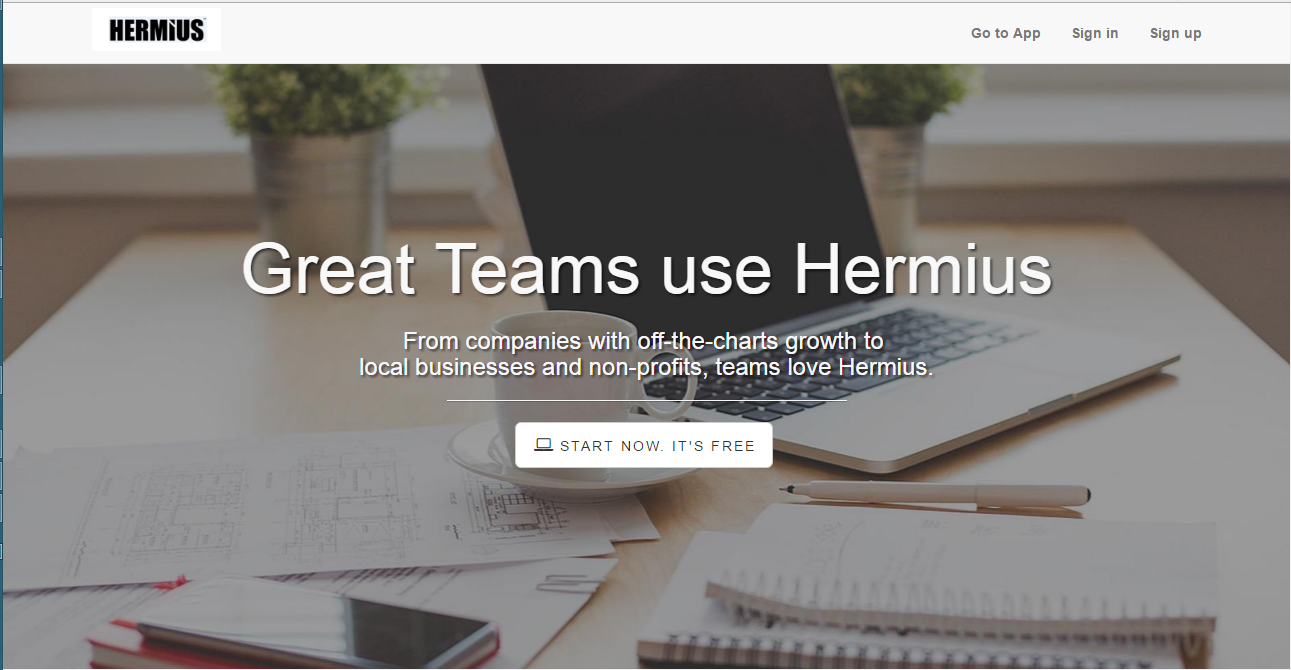 HERMiUS
Go to App Sign in Sign up
Great Teams use Hermius
From companies with off-the-charts growth to
local businesses and non-profits, teams love Hermius.
START NOW. IT'S FREE